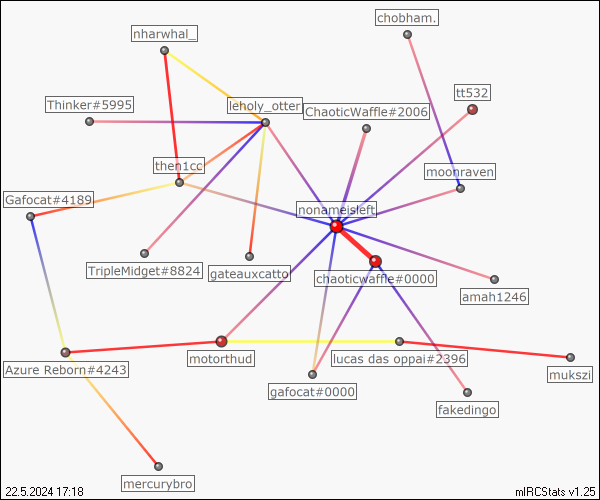 chobham.
nharwhal_
tt532
Thinker#5995
leholy_otter
ChaoticWaffle#2006
then1cc
moonraven
Gafocat#4189
nonameisleft
TripleMidget#8824
gateauxcatto
chaoticwaffle#0000
amah1246
Azure Reborn#4243
motorthud
lucas das oppai#2396
mukszi
gafocat#0000
fakedingo
mercurybro
22.5.2024 17:18
mIRCStats v1.25